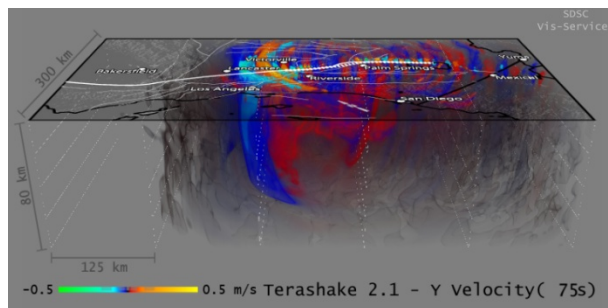 SDSC
Vis-Service
300 km
Bakersfield
Victorville
Lancaster
Palm Springs
Yuma
Mexicali
Riverside
Los Angeles
San Diego
80 km
125 km
-0.5
0.5 m/s
Terashake 2.1 - Y Velocity( 75s)